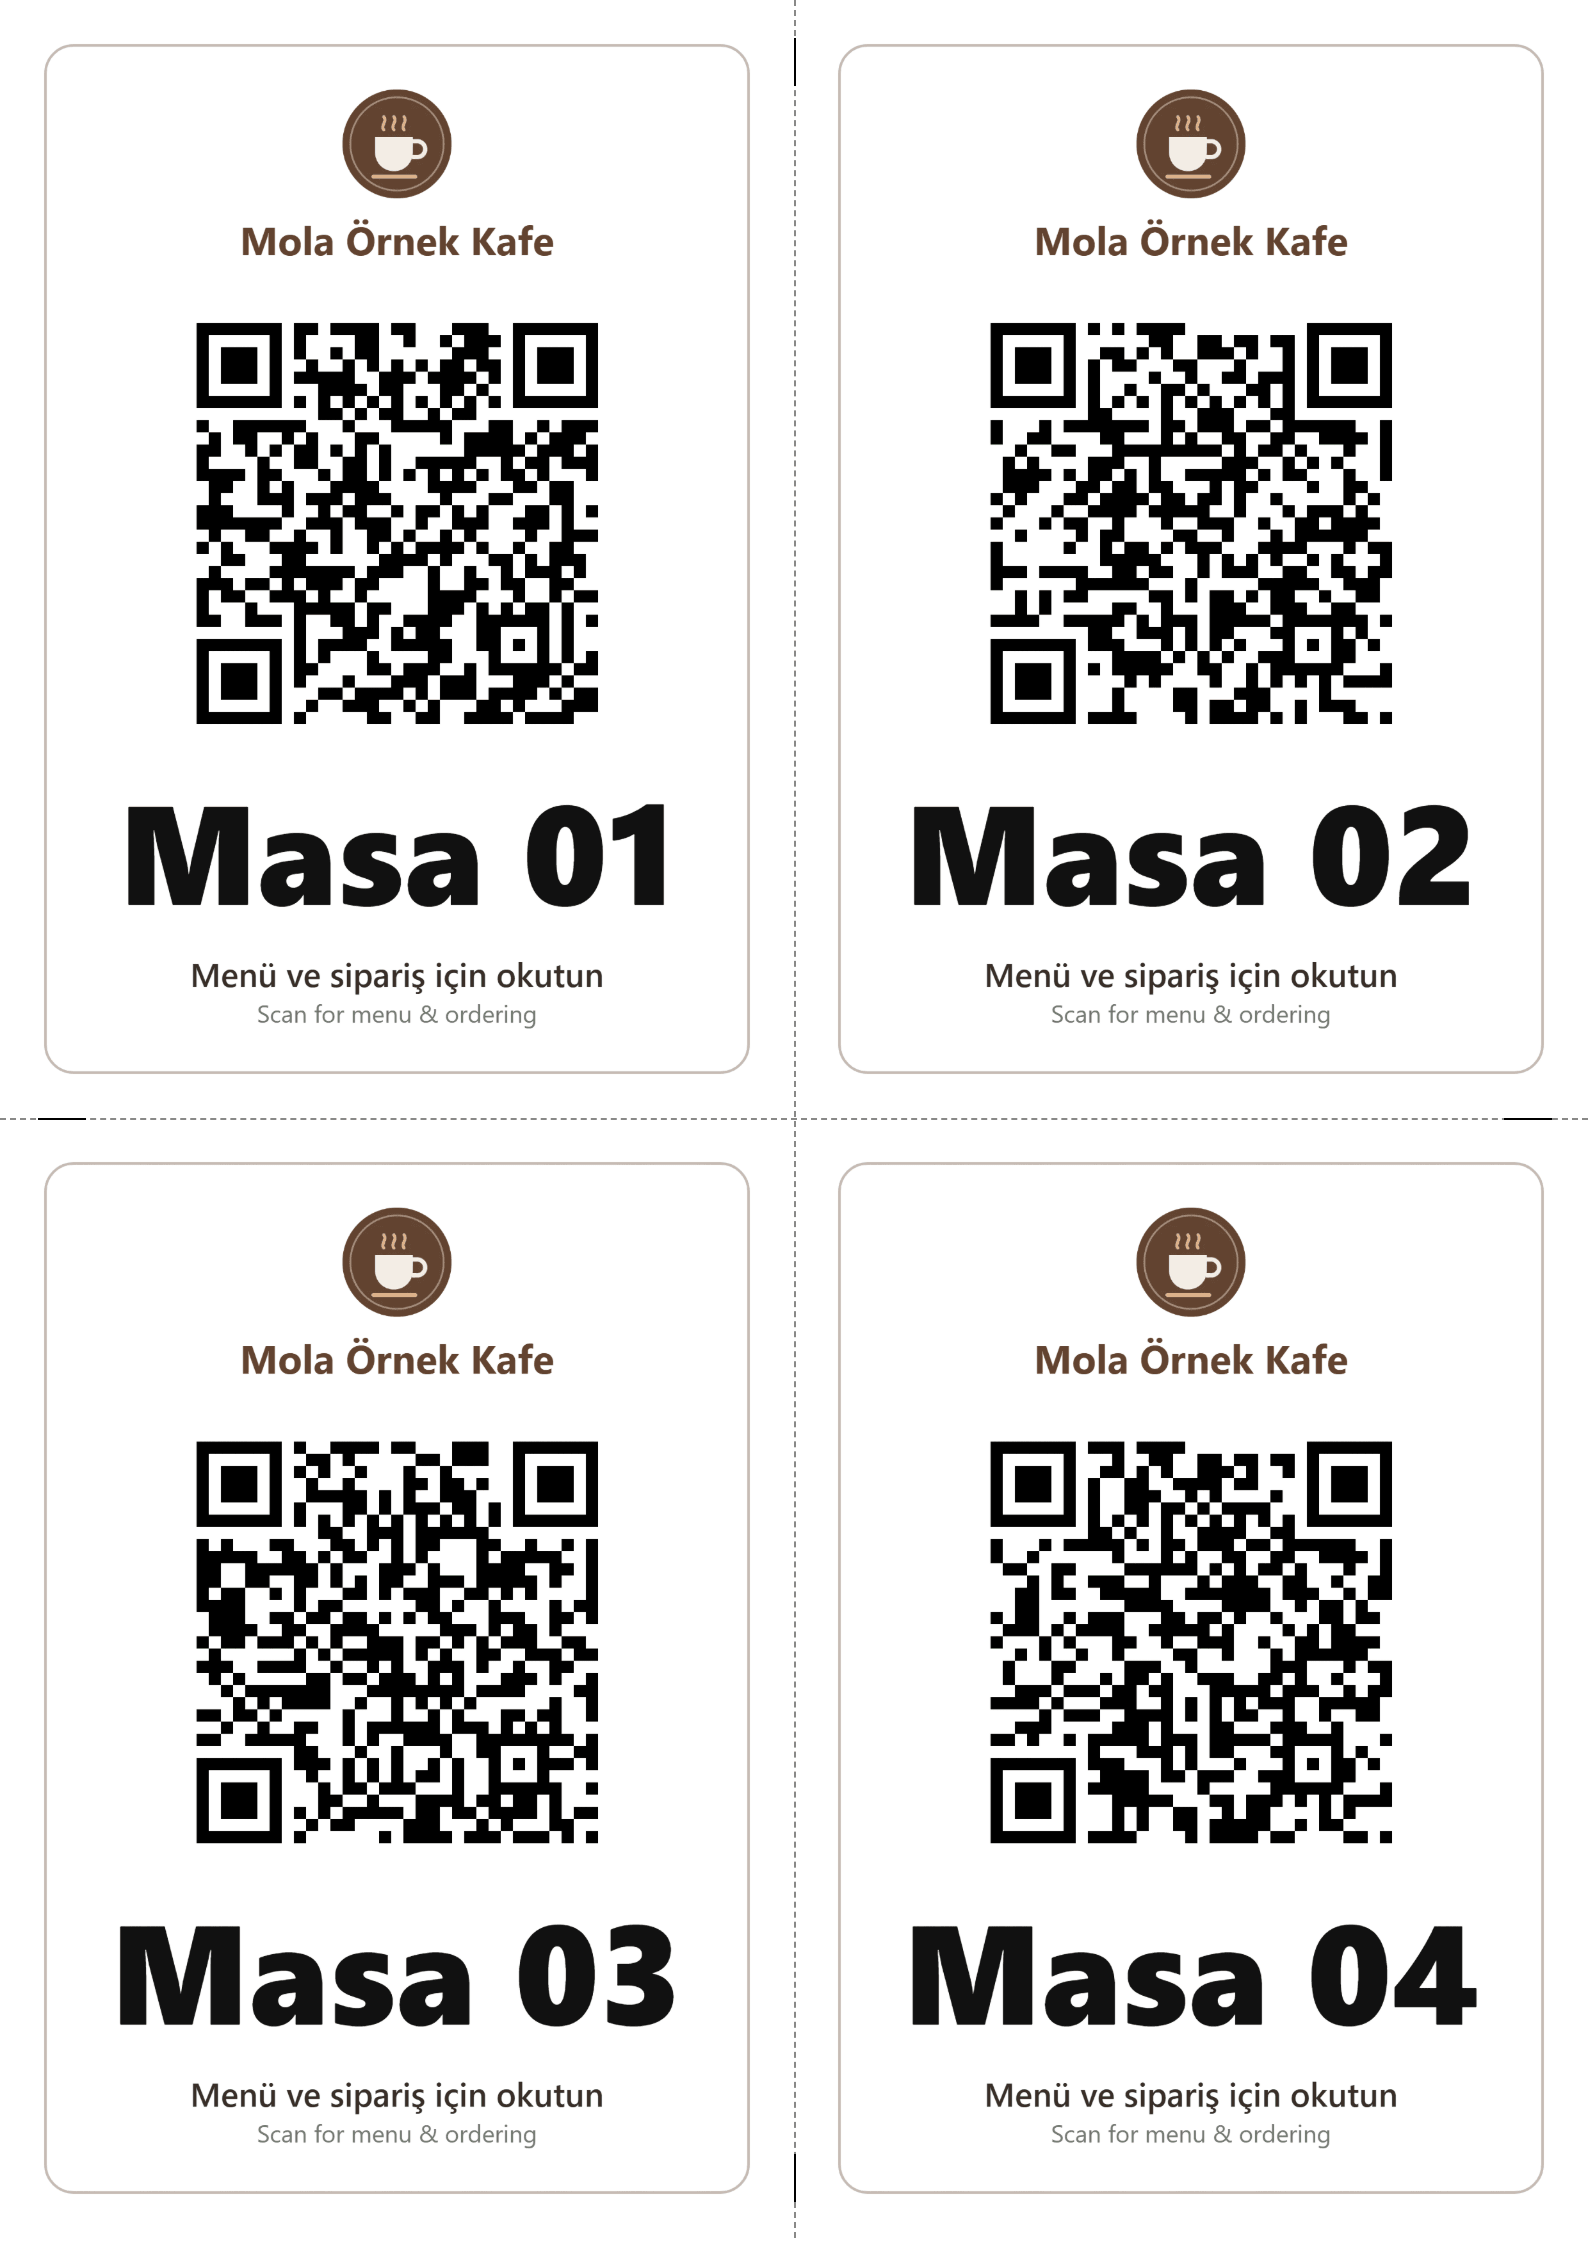 Mola Örnek Kafe
Masa 01
Menü ve sipariş için okutun
Scan for menu & ordering
Mola Örnek Kafe
Masa 02
Menü ve sipariş için okutun
Scan for menu & ordering
Mola Örnek Kafe
Masa 03
Menü ve sipariş için okutun
Scan for menu & ordering
Mola Örnek Kafe
Masa 04
Menü ve sipariş için okutun
Scan for menu & ordering